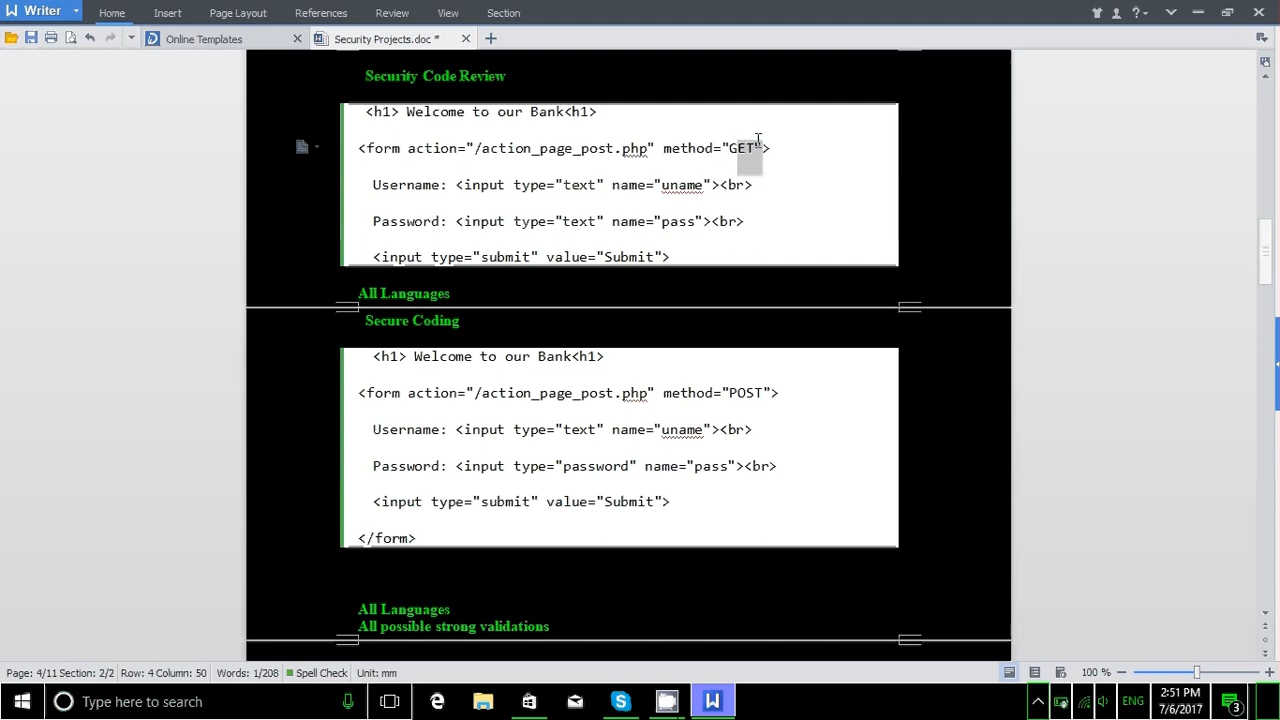 Writer
Home
Insert
Page Layout
References
Review
View
Section
Online Templates
Security Projects.doc *
Security Code Review
<h1> Welcome to our Bank<h1>
<form action="/action_page_post.php" method="GET">
Username: <input type="text" name="uname"><br>
Password: <input type="text" name="pass"><br>
<input type="submit" value="Submit">
All Languages
Secure Coding
<h1> Welcome to our Bank<h1>
<form action="/action_page_post.php" method="POST">
Username: <input type="text" name="uname"><br>
Password: <input type="password" name="pass"><br>
<input type="submit" value="Submit">
</form>
All Languages
All possible strong validations
Page: 4/11 Section: 2/2 Row: 4 Column: 50 Words: 1/208 Spell Check Unit: mm
100 %
Type here to search
ENG
2:51 PM
7/6/2017
3